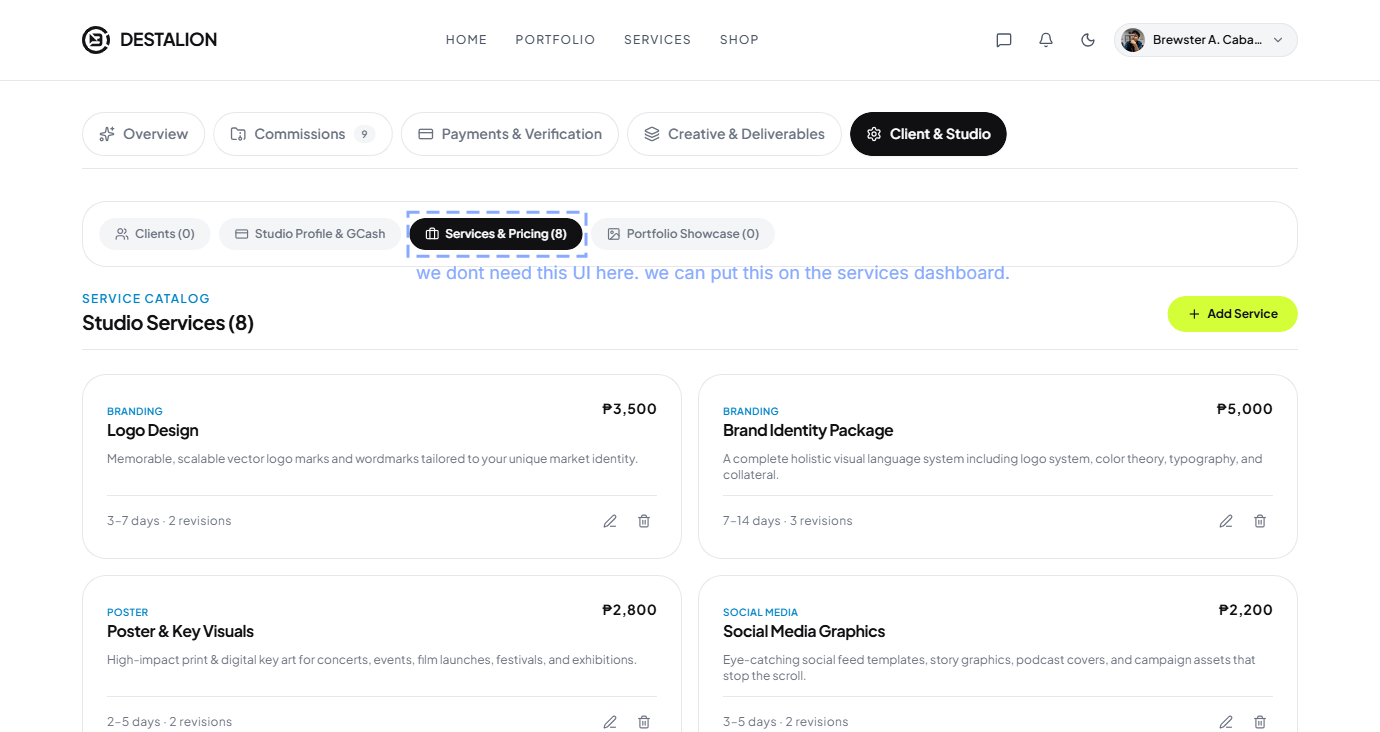 DESTALION
HOME PORTFOLIO SERVICES SHOP
Brewster A. Caba...
Overview
Commissions 9
Payments & Verification
Creative & Deliverables
Client & Studio
Clients (0)
Studio Profile & GCash
Services & Pricing (8)
Portfolio Showcase (0)
we dont need this UI here. we can put this on the services dashboard.
SERVICE CATALOG
Studio Services (8)
+ Add Service
BRANDING
₱3,500
Logo Design
Memorable, scalable vector logo marks and wordmarks tailored to your unique market identity.
3–7 days · 2 revisions
BRANDING
₱5,000
Brand Identity Package
A complete holistic visual language system including logo system, color theory, typography, and
collateral.
7–14 days · 3 revisions
POSTER
₱2,800
Poster & Key Visuals
High-impact print & digital key art for concerts, events, film launches, festivals, and exhibitions.
2–5 days · 2 revisions
SOCIAL MEDIA
₱2,200
Social Media Graphics
Eye-catching social feed templates, story graphics, podcast covers, and campaign assets that
stop the scroll.
3–5 days · 2 revisions